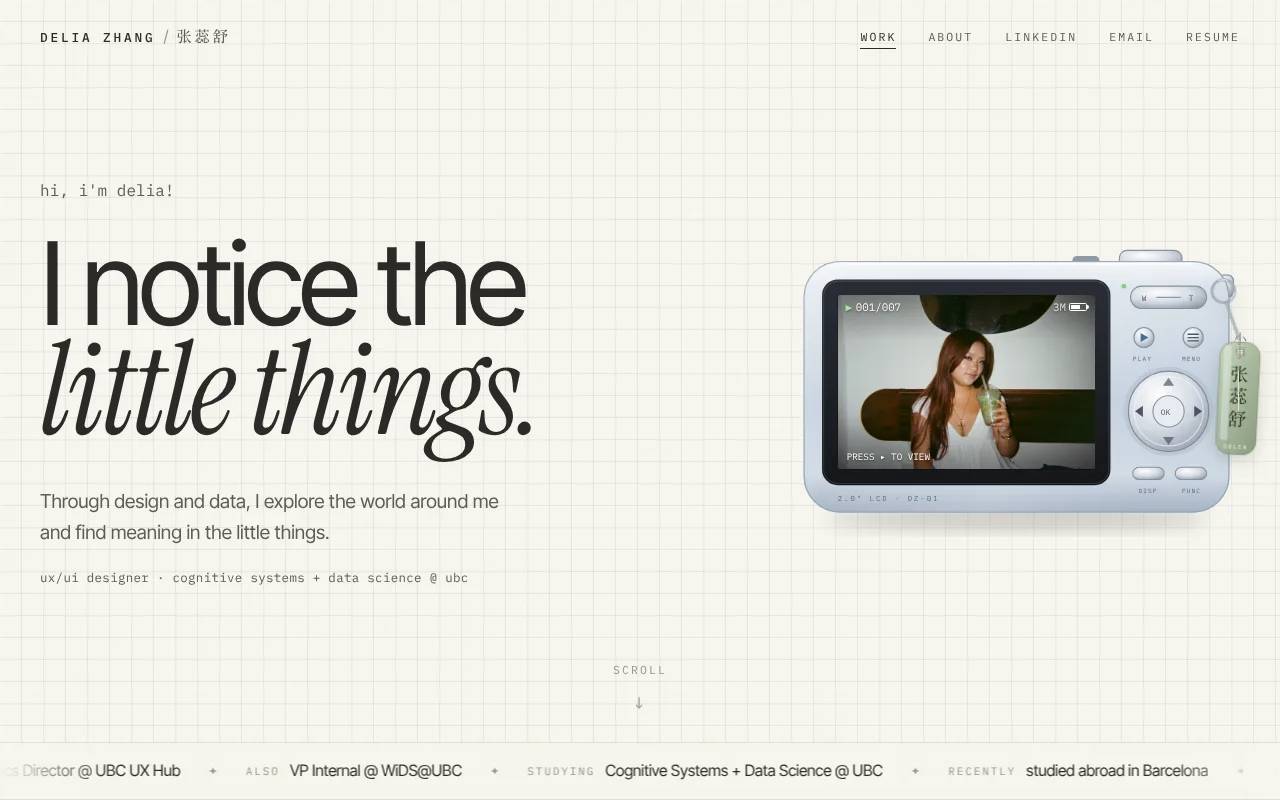 DELIA ZHANG / 张蕊舒
WORK ABOUT LINKEDIN EMAIL RESUME
hi, i'm delia!
I notice the
little things.
Through design and data, I explore the world around me
and find meaning in the little things.
ux/ui designer · cognitive systems + data science @ ubc
▶ 001/007 3M
PRESS ▸ TO VIEW
2.0" LCD · DZ-01
W T
PLAY MENU
OK
DISP FUNC
张
蕊
舒
DELIA
SCROLL
↓
Director @ UBC UX Hub ✦ ALSO VP Internal @ WiDS@UBC ✦ STUDYING Cognitive Systems + Data Science @ UBC ✦ RECENTLY studied abroad in Barcelona ✦